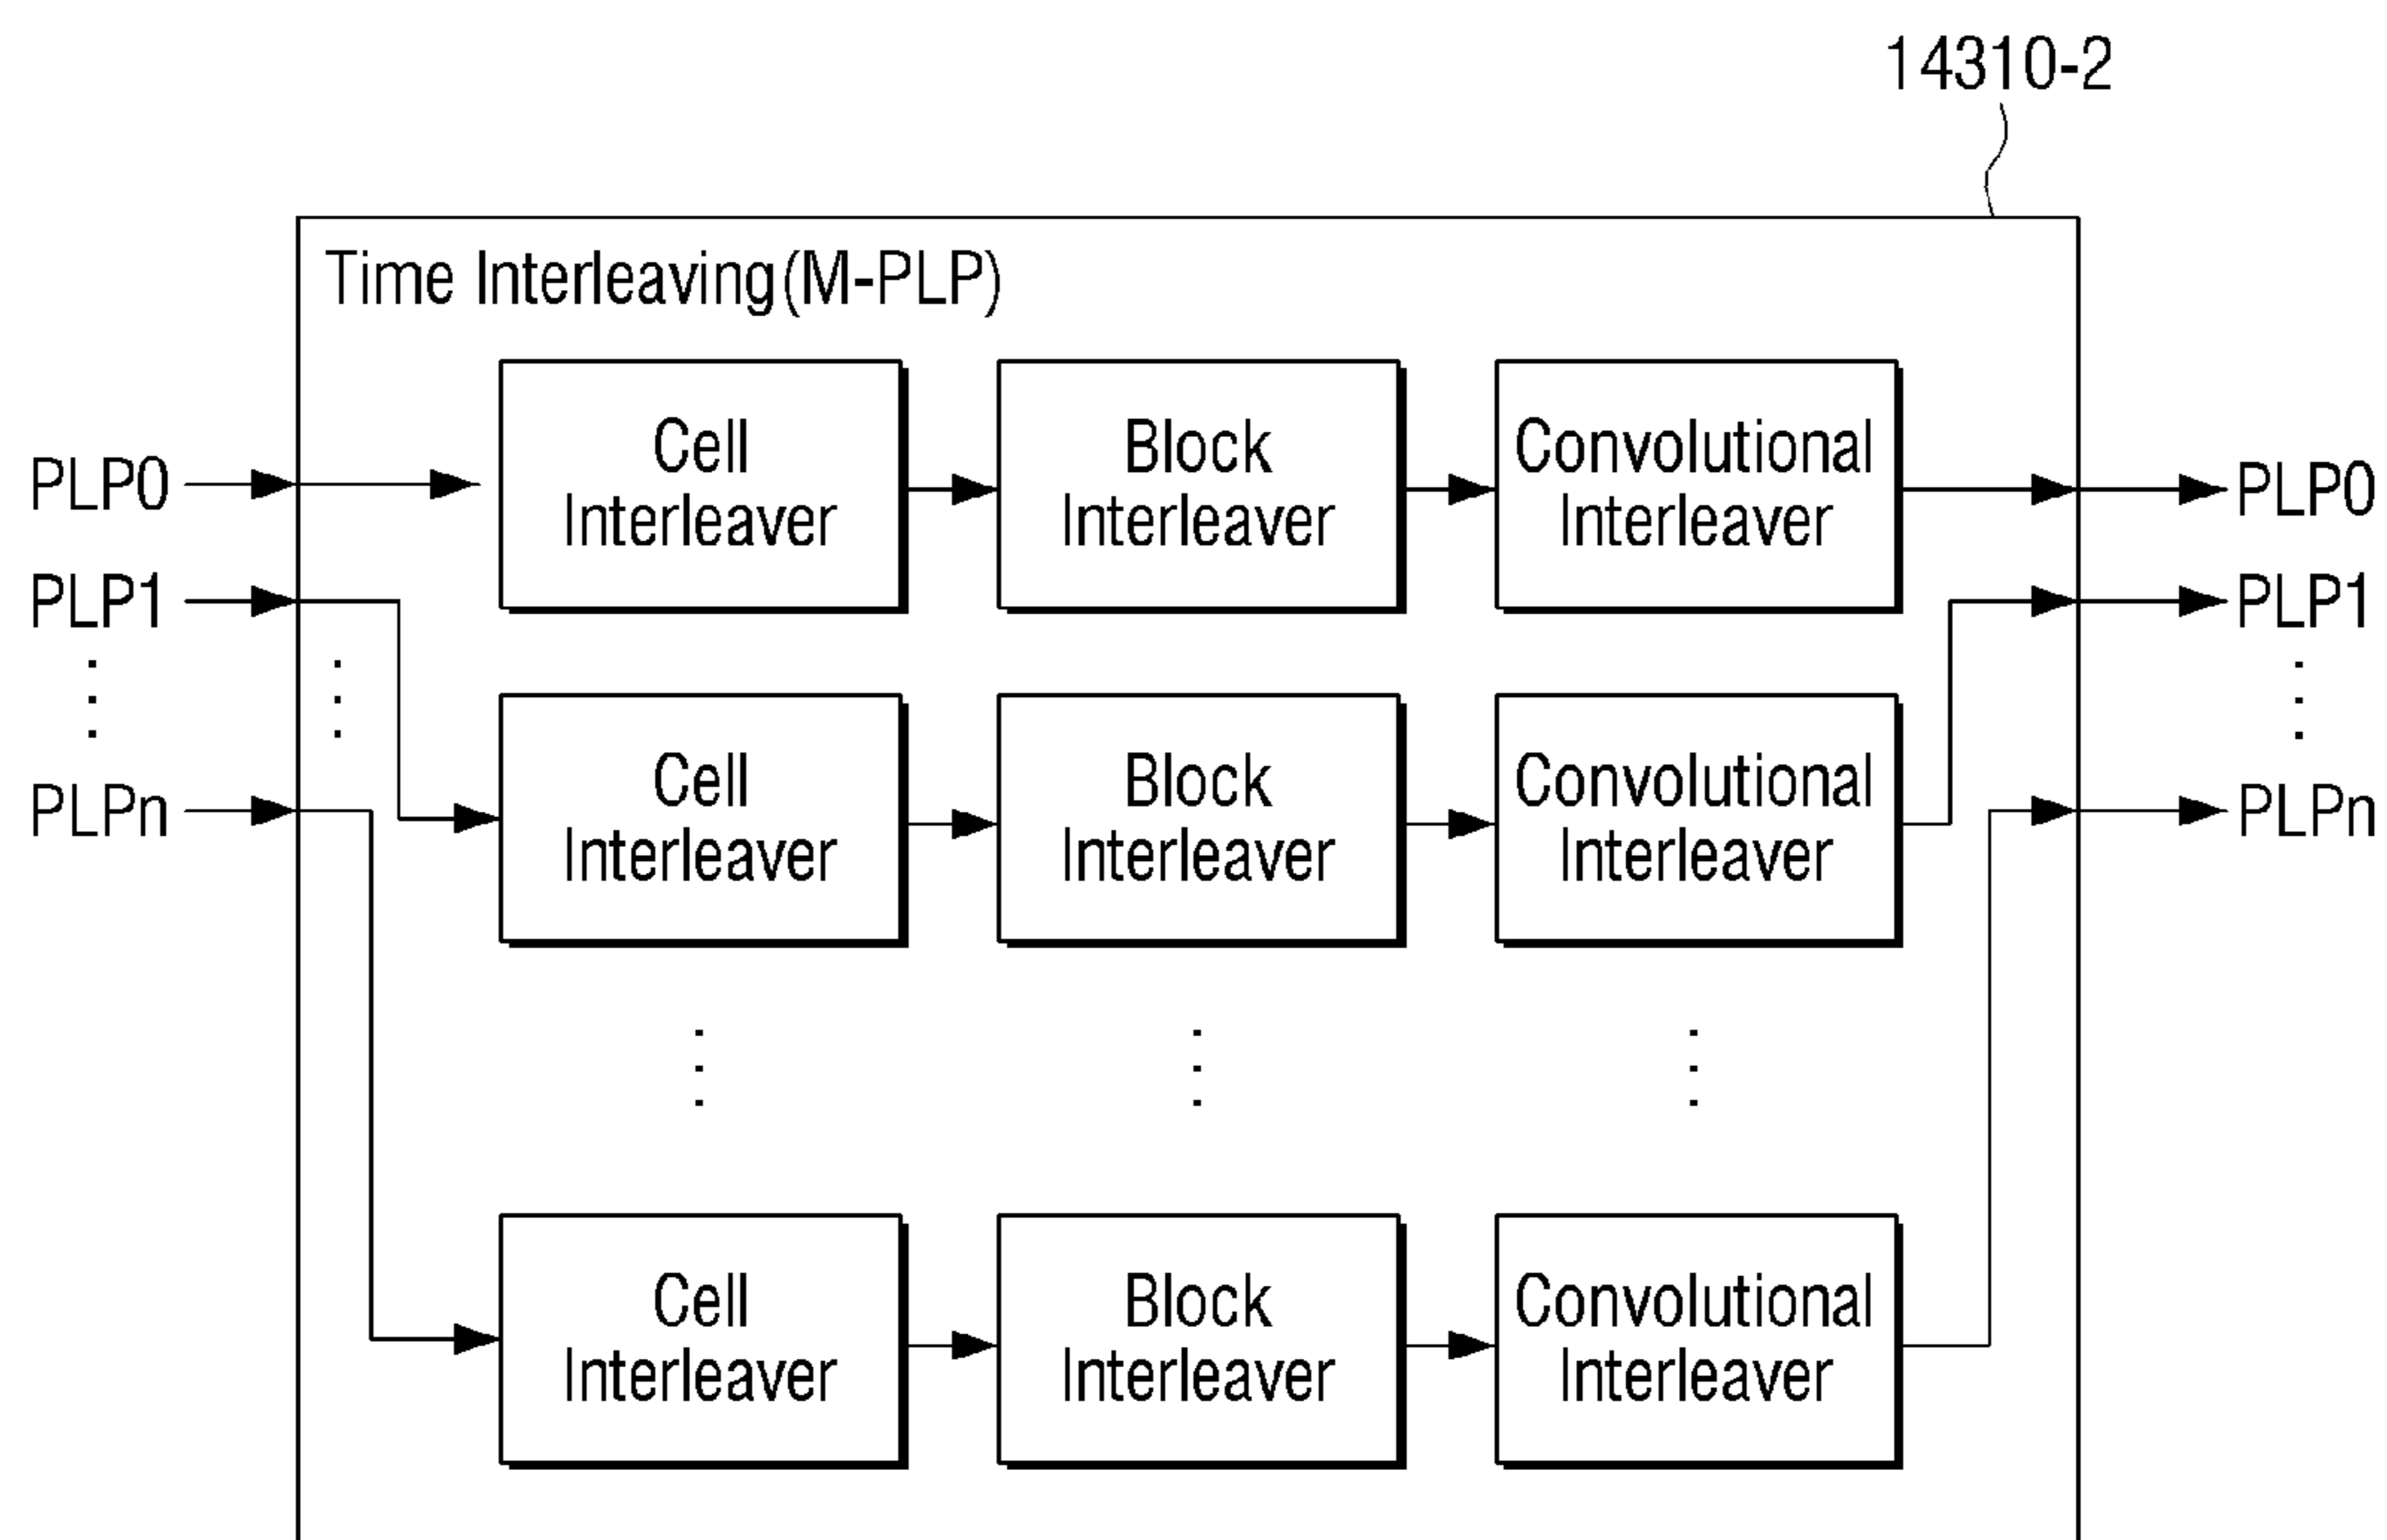 14310-2
Time Interleaving(M-PLP)
PLP0
Cell
Interleaver
Block
Interleaver
Convolutional
Interleaver
PLP0
PLP1
PLP1
PLPn
Cell
Interleaver
Block
Interleaver
Convolutional
Interleaver
PLPn
Cell
Interleaver
Block
Interleaver
Convolutional
Interleaver